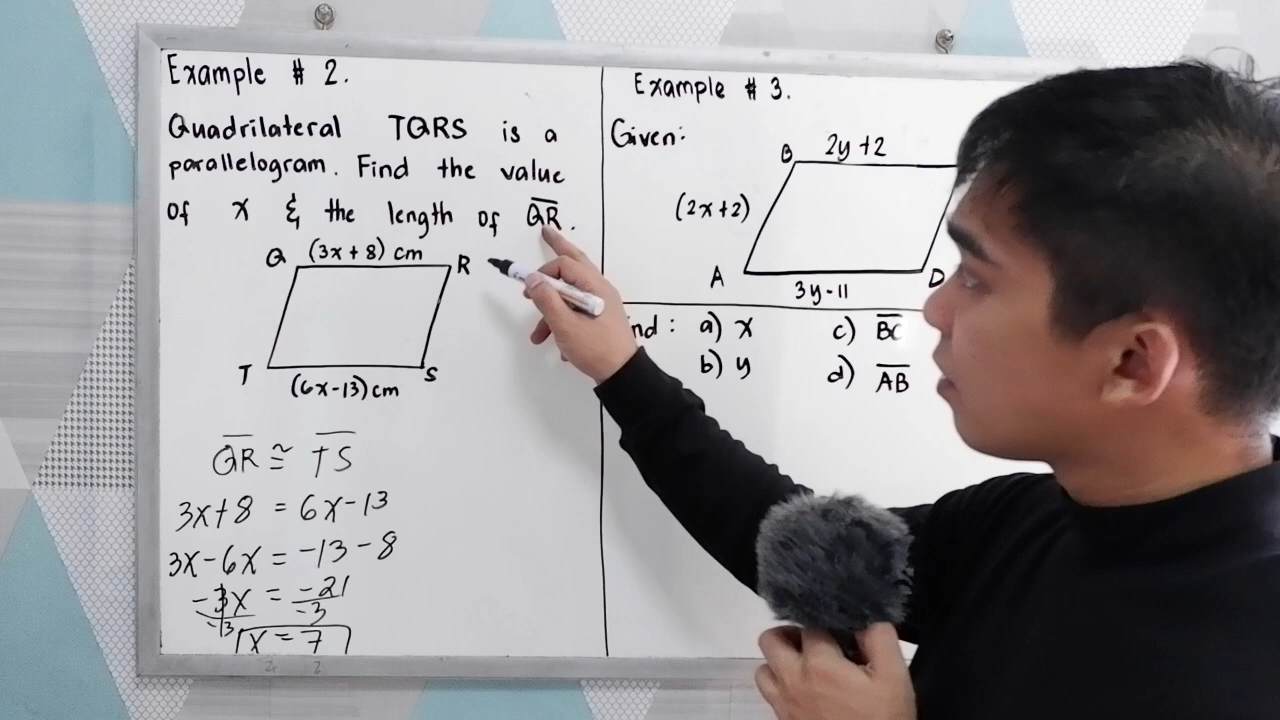 Example # 2.
Quadrilateral TQRS is a
parallelogram. Find the value
of x & the length of QR.
Q (3x + 8) cm R
T (6x-13) cm S
QR ≅ TS
3x+8 = 6x-13
3x-6x = -13-8
-3x = -21
-3 -3
x = 7
Example # 3.
Given:
B 2y +2
(2x+2)
A D
3y-11
: a) x c) BC
b) y d) AB